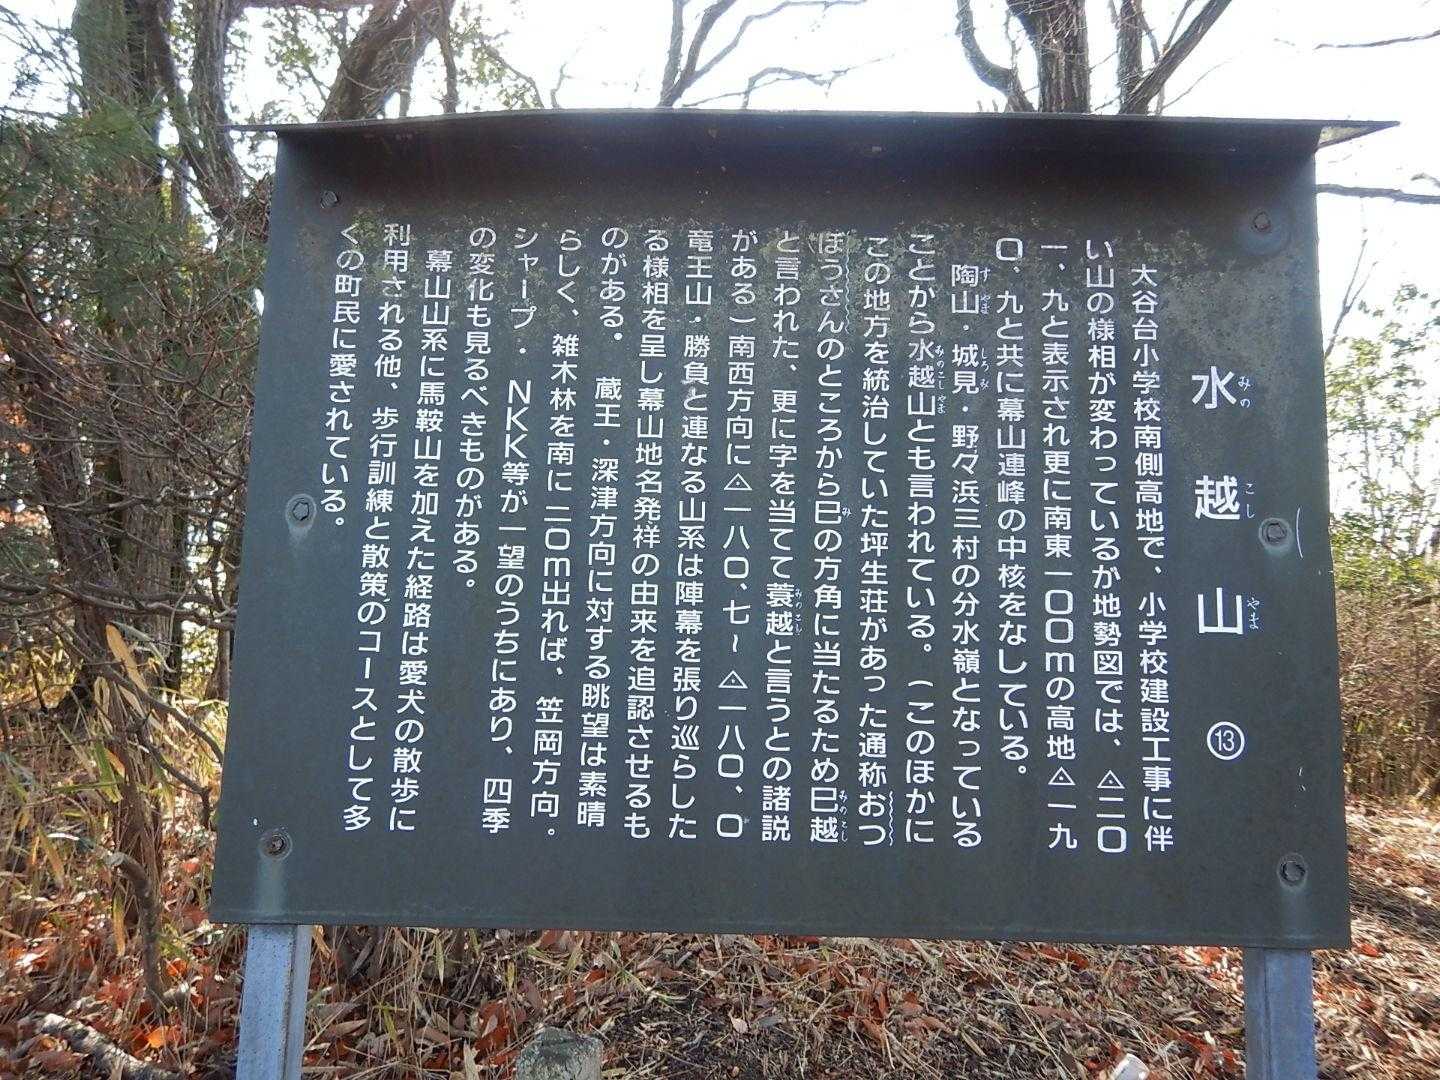 水越山 ⑬
大谷台小学校南側高地で、小学校建設工事に伴
い山の様相が変わっているが地勢図では、◬二〇
一、九と表示され更に南東一〇〇mの高地◬一九
〇、九と共に幕山連峰の中核をなしている。
陶山・城見・野々浜三村の分水嶺となっている
ことから水越山とも言われている。(このほかに
この地方を統治していた坪生荘があった通称おつ
ぼうさんのところから巳の方角に当たるため巳越
と言われた、更に字を当てて蓑越と言うとの諸説
がある)南西方向に◬一八〇、七~◬一八〇、〇
竜王山・勝負と連なる山系は陣幕を張り巡らした
る様相を呈し幕山地名発祥の由来を追認させるも
のがある。 蔵王・深津方向に対する眺望は素晴
らしく、雑木林を南に二〇m出れば、笠岡方向。
シャープ・NKK等が一望のうちにあり、四季
の変化も見るべきものがある。
幕山山系に馬鞍山を加えた経路は愛犬の散歩に
利用される他、歩行訓練と散策のコースとして多
くの町民に愛されている。